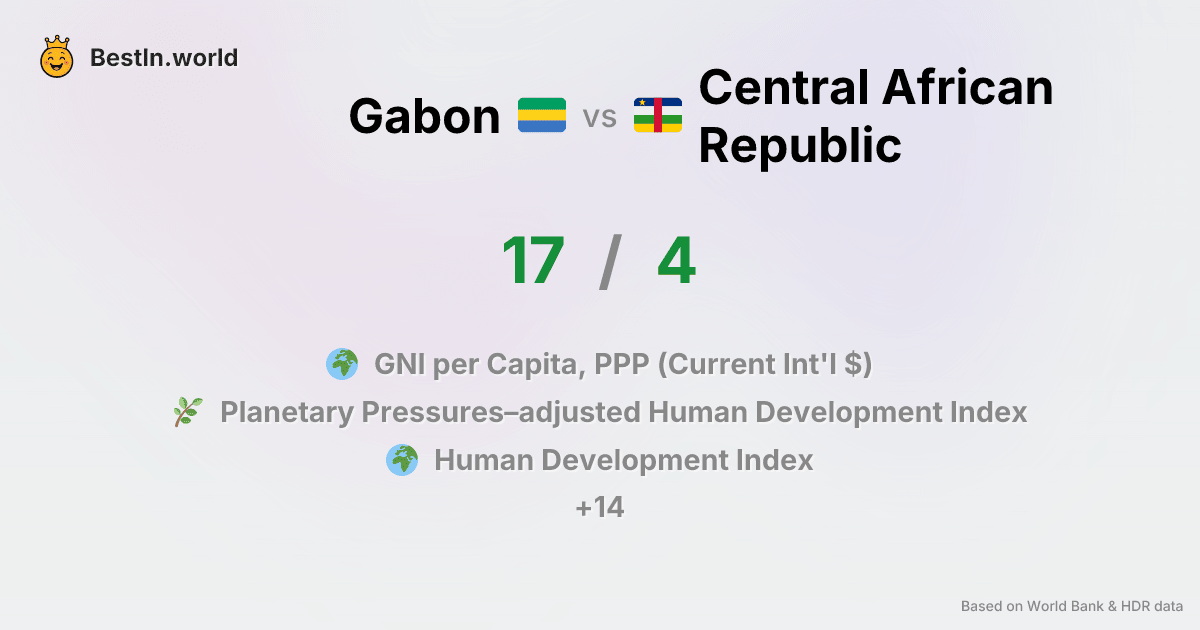 BestIn.world
Gabon vs Central African
Republic
17 / 4
GNI per Capita, PPP (Current Int'l $)
Planetary Pressures–adjusted Human Development Index
Human Development Index
+14
Based on World Bank & HDR data